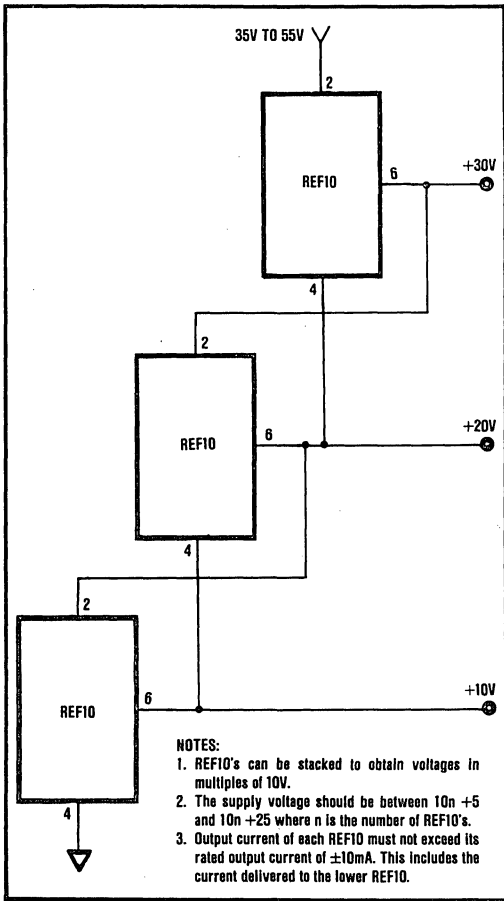 35V TO 55V
2
REF10
6
+30V
4
2
REF10
6
+20V
4
2
REF10
6
+10V
4
NOTES:
1. REF10's can be stacked to obtain voltages in
multiples of 10V.
2. The supply voltage should be between 10n +5
and 10n +25 where n is the number of REF10's.
3. Output current of each REF10 must not exceed its
rated output current of ±10mA. This includes the
current delivered to the lower REF10.